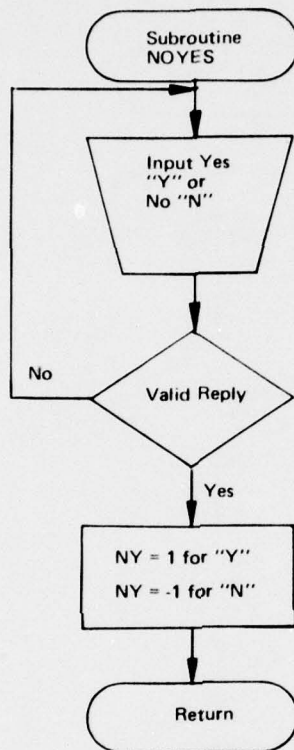 Subroutine
NOYES
Input Yes
"Y" or
No "N"
Valid Reply
No
Yes
NY = 1 for "Y"
NY = -1 for "N"
Return